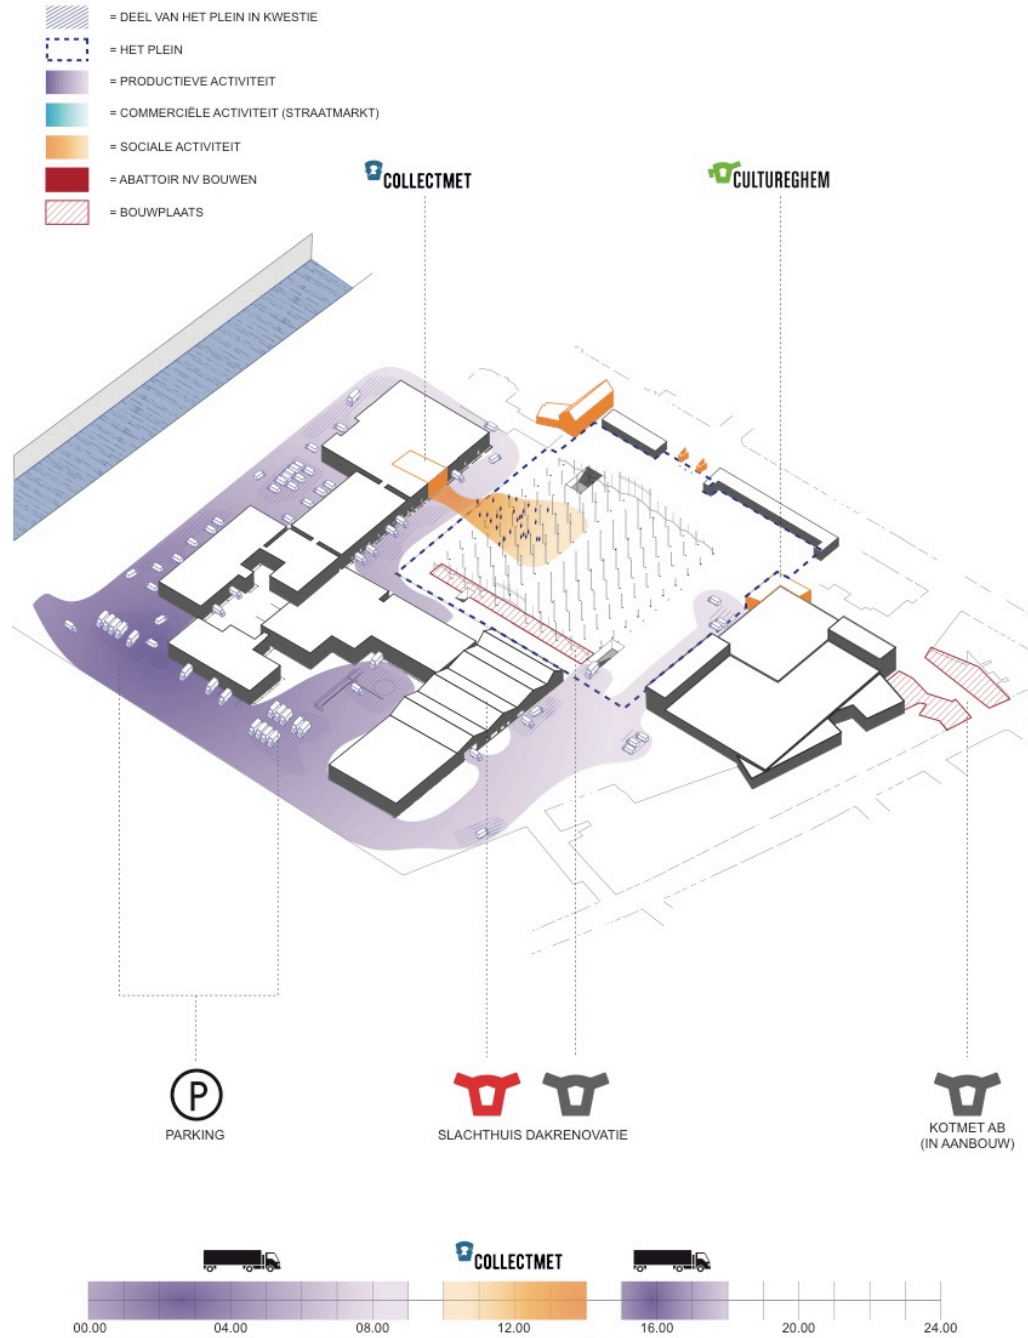 = DEEL VAN HET PLEIN IN KWESTIE
= HET PLEIN
= PRODUCTIEVE ACTIVITEIT
= COMMERCIËLE ACTIVITEIT (STRAATMARKT)
= SOCIALE ACTIVITEIT
= ABATTOIR NV BOUWEN
= BOUWPLAATS
COLLECTMET
CULTUREGHEM
P
PARKING
SLACHTHUIS DAKRENOVATIE
KOTMET AB
(IN AANBOUW)
COLLECTMET
00.00 04.00 08.00 12.00 16.00 20.00 24.00